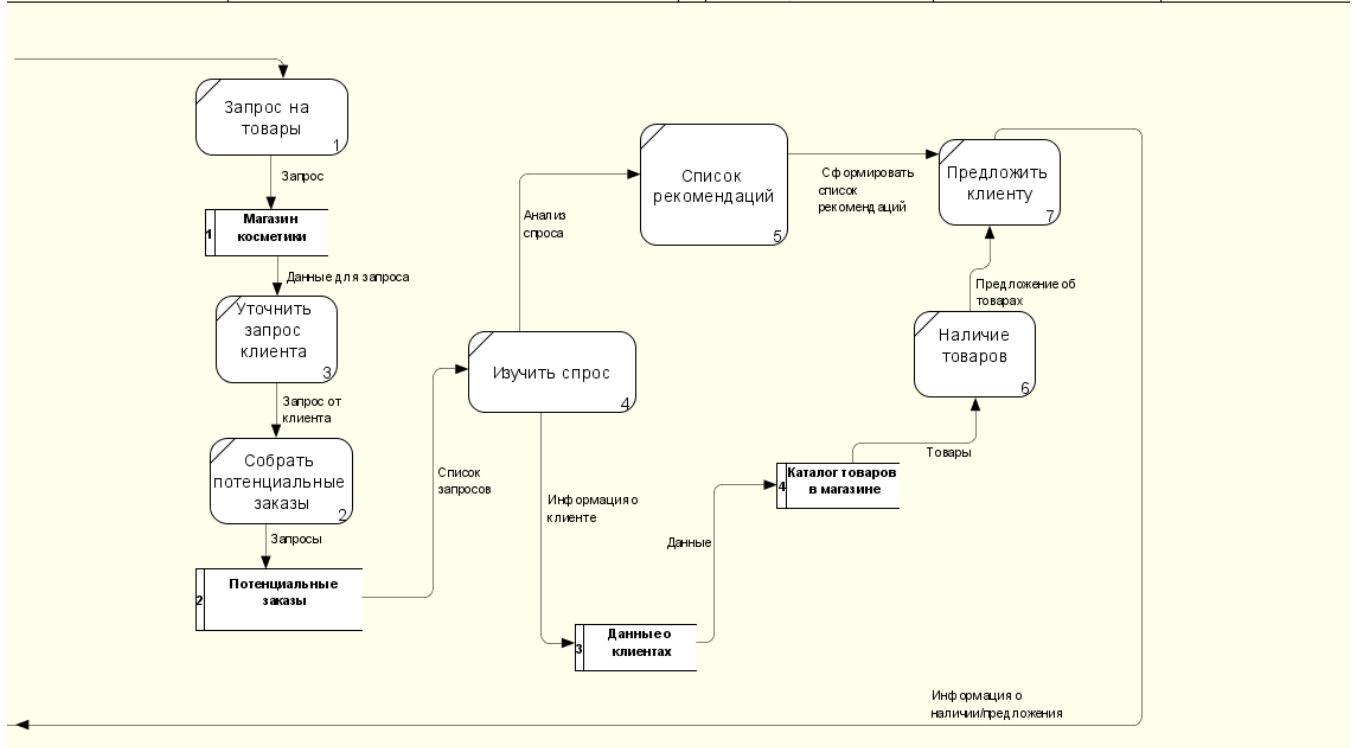 Запрос на
товары
1
Запрос
1
Магазин
косметики
Данные для запроса
Уточнить
запрос
клиента
3
Запрос от
клиента
Собрать
потенциальные
заказы
2
Запросы
2
Потенциальные
заказы
Список
запросов
Изучить спрос
4
Анализ
спроса
Информация о
клиенте
3
Данные о
клиентах
Данные
4
Каталог товаров
в магазине
Товары
Наличие
товаров
6
Предложение об
товарах
Список
рекомендаций
5
Сформировать
список
рекомендаций
Предложить
клиенту
7
Информация о
наличии/предложения